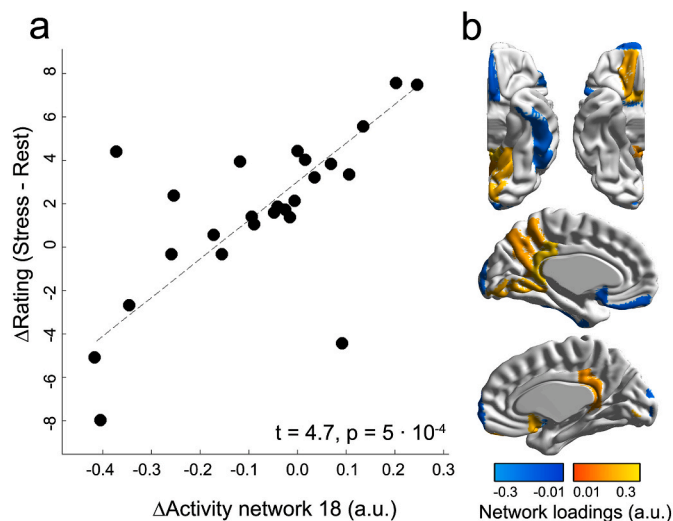 a
b
ΔRating (Stress - Rest)
8
6
4
2
0
-2
-4
-6
-8
t = 4.7, p = 5 · 10⁻⁴
-0.4
-0.3
-0.2
-0.1
0.0
0.1
0.2
0.3
ΔActivity network 18 (a.u.)
-0.3 -0.01 0.01 0.3
Network loadings (a.u.)